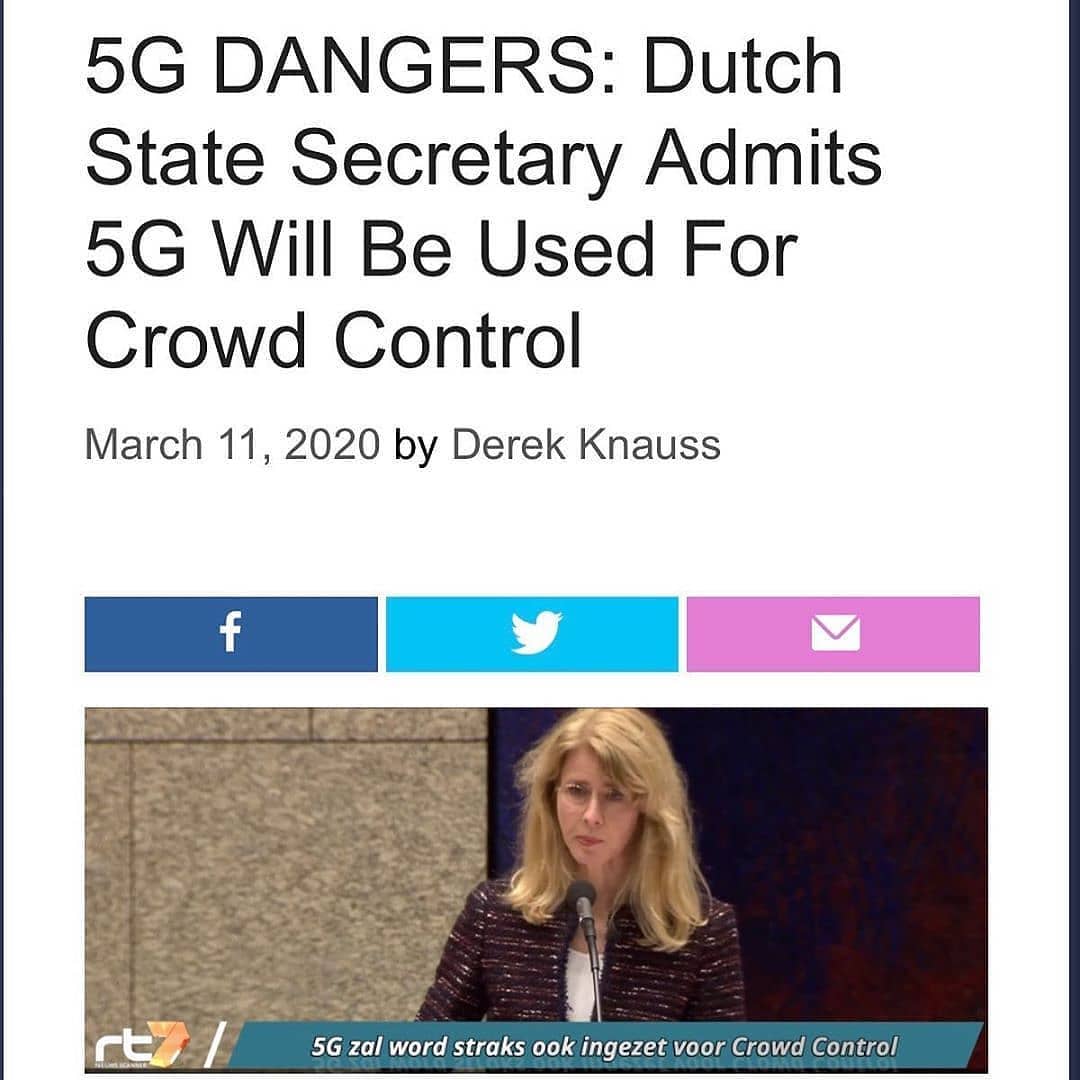 5G DANGERS: Dutch
State Secretary Admits
5G Will Be Used For
Crowd Control
March 11, 2020 by Derek Knauss
f
rt7
5G zal word straks ook ingezet voor Crowd Control